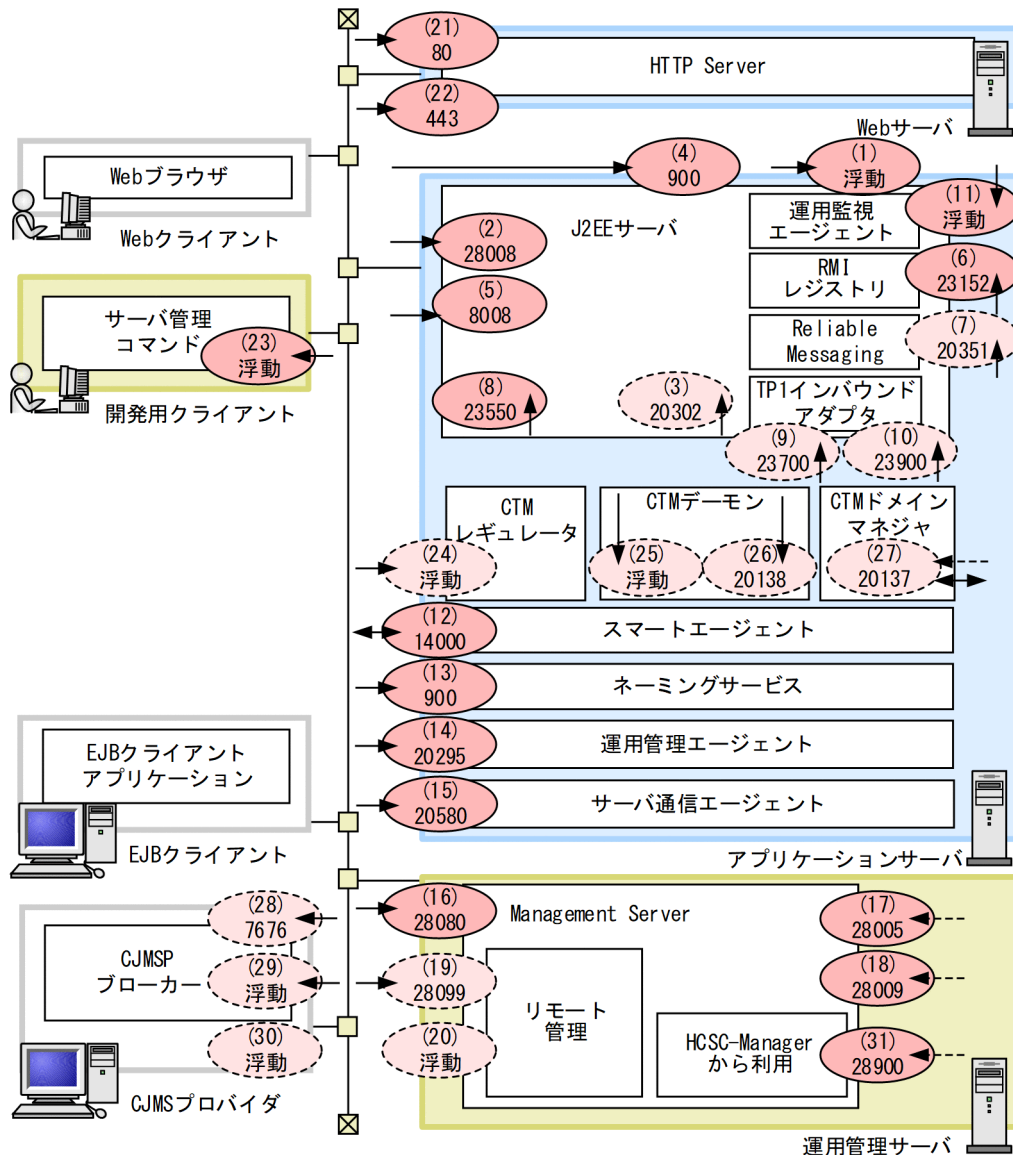 (21)
80
HTTP Server
(22)
443
Webサーバ
Webブラウザ
Webクライアント
(4)
900
(1)
浮動
(11)
浮動
運用監視
エージェント
J2EEサーバ
(2)
28008
(6)
23152
RMI
レジストリ
(5)
8008
サーバ管理
コマンド
(23)
浮動
開発用クライアント
Reliable
Messaging
(7)
20351
(8)
23550
(3)
20302
TP1インバウンド
アダプタ
(9)
23700
(10)
23900
CTM
レギュレータ
(24)
浮動
CTMデーモン
(25)
浮動
(26)
20138
CTMドメイン
マネジャ
(27)
20137
(12)
14000
スマートエージェント
(13)
900
ネーミングサービス
(14)
20295
運用管理エージェント
(15)
20580
サーバ通信エージェント
アプリケーションサーバ
EJBクライアント
アプリケーション
EJBクライアント
(16)
28080
Management Server
(17)
28005
(18)
28009
(28)
7676
CJMSP
ブローカー
(29)
浮動
(30)
浮動
CJMSプロバイダ
(19)
28099
(20)
浮動
リモート
管理
HCSC-Manager
から利用
(31)
28900
運用管理サーバ